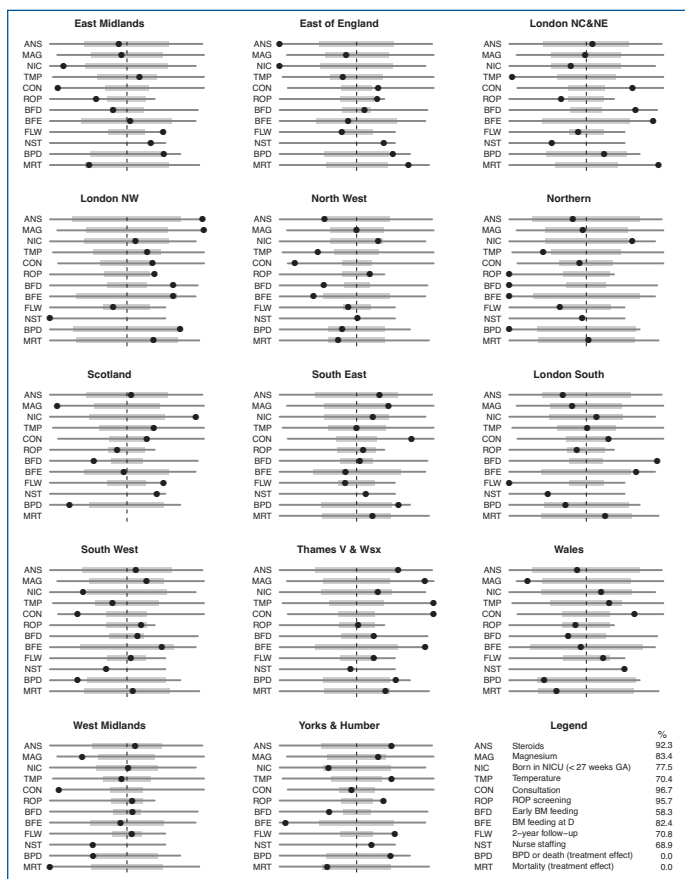 East Midlands
ANS
MAG
NIC
TMP
CON
ROP
BFD
BFE
FLW
NST
BPD
MRT
East of England
ANS
MAG
NIC
TMP
CON
ROP
BFD
BFE
FLW
NST
BPD
MRT
London NC&NE
ANS
MAG
NIC
TMP
CON
ROP
BFD
BFE
FLW
NST
BPD
MRT
London NW
ANS
MAG
NIC
TMP
CON
ROP
BFD
BFE
FLW
NST
BPD
MRT
North West
ANS
MAG
NIC
TMP
CON
ROP
BFD
BFE
FLW
NST
BPD
MRT
Northern
ANS
MAG
NIC
TMP
CON
ROP
BFD
BFE
FLW
NST
BPD
MRT
Scotland
ANS
MAG
NIC
TMP
CON
ROP
BFD
BFE
FLW
NST
BPD
MRT
South East
ANS
MAG
NIC
TMP
CON
ROP
BFD
BFE
FLW
NST
BPD
MRT
London South
ANS
MAG
NIC
TMP
CON
ROP
BFD
BFE
FLW
NST
BPD
MRT
South West
ANS
MAG
NIC
TMP
CON
ROP
BFD
BFE
FLW
NST
BPD
MRT
Thames V & Wsx
ANS
MAG
NIC
TMP
CON
ROP
BFD
BFE
FLW
NST
BPD
MRT
Wales
ANS
MAG
NIC
TMP
CON
ROP
BFD
BFE
FLW
NST
BPD
MRT
West Midlands
ANS
MAG
NIC
TMP
CON
ROP
BFD
BFE
FLW
NST
BPD
MRT
Yorks & Humber
ANS
MAG
NIC
TMP
CON
ROP
BFD
BFE
FLW
NST
BPD
MRT
Legend
%
ANS Steroids 92.3
MAG Magnesium 83.4
NIC Born in NICU (< 27 weeks GA) 77.5
TMP Temperature 70.4
CON Consultation 96.7
ROP ROP screening 95.7
BFD Early BM feeding 58.3
BFE BM feeding at D 82.4
FLW 2−year follow−up 70.8
NST Nurse staffing 68.9
BPD BPD or death (treatment effect) 0.0
MRT Mortality (treatment effect) 0.0